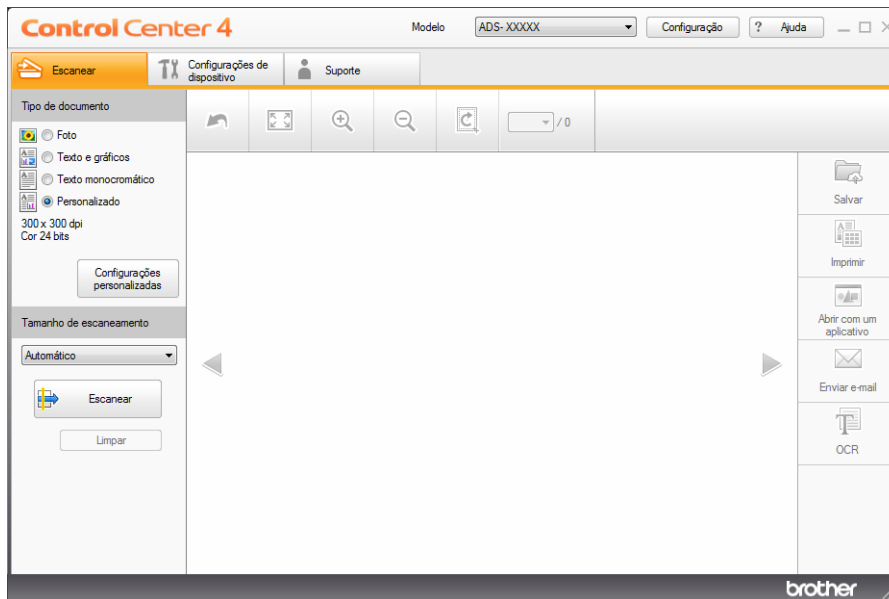 Control Center 4
Modelo
ADS- XXXXX
Configuração
? Ajuda
Escanear
Configurações de
dispositivo
Suporte
Tipo de documento
Foto
Texto e gráficos
Texto monocromático
Personalizado
300 x 300 dpi
Cor 24 bits
Configurações
personalizadas
Tamanho de escaneamento
Automático
Escanear
Limpar
/ 0
Salvar
Imprimir
Abrir com um
aplicativo
Enviar e-mail
OCR
brother